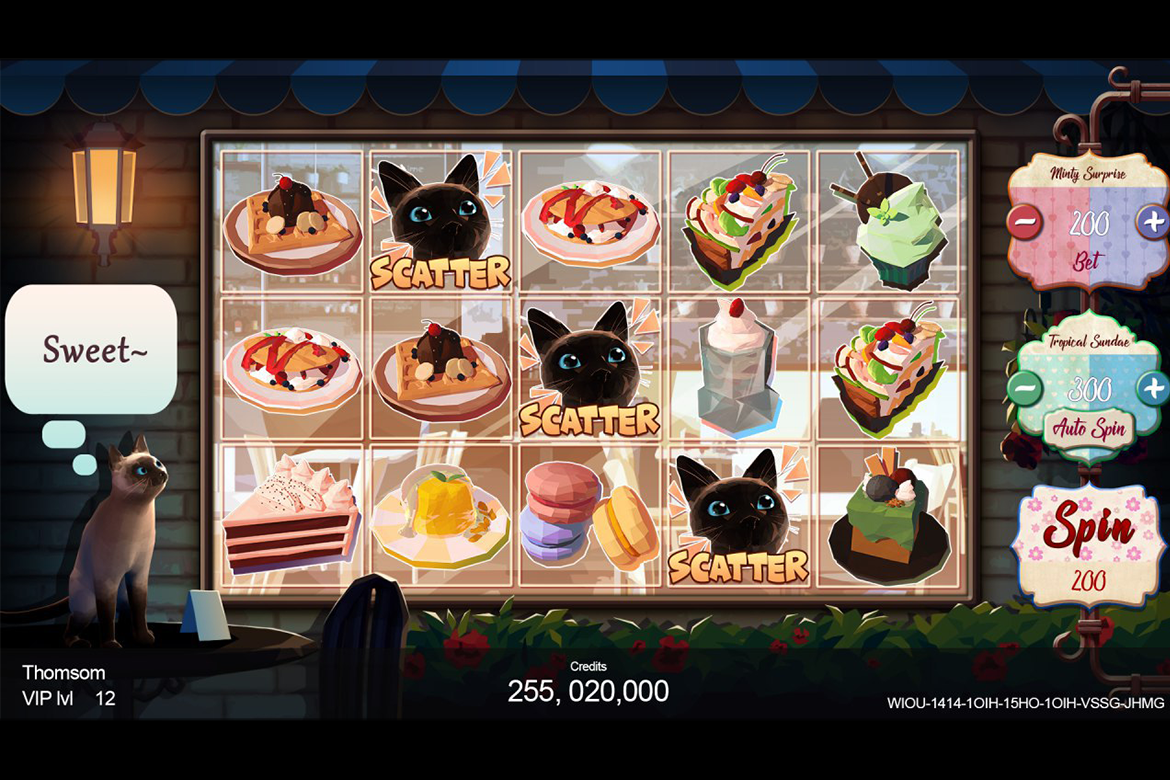 Minty Surprise
− 200 +
Bet
SCATTER
Sweet~
SCATTER
Tropical Sundae
− 300 +
Auto Spin
SCATTER
Spin
200
Thomsom
VIP lvl 12
Credits
255, 020,000
WIOU-1414-1OIH-15HO-1OIH-VSSG-JHMG